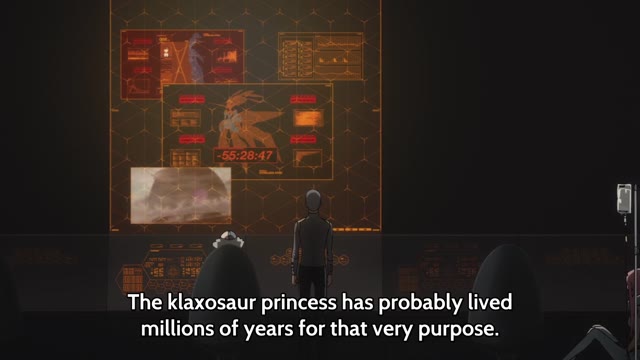 -55:28:47
The klaxosaur princess has probably lived
millions of years for that very purpose.